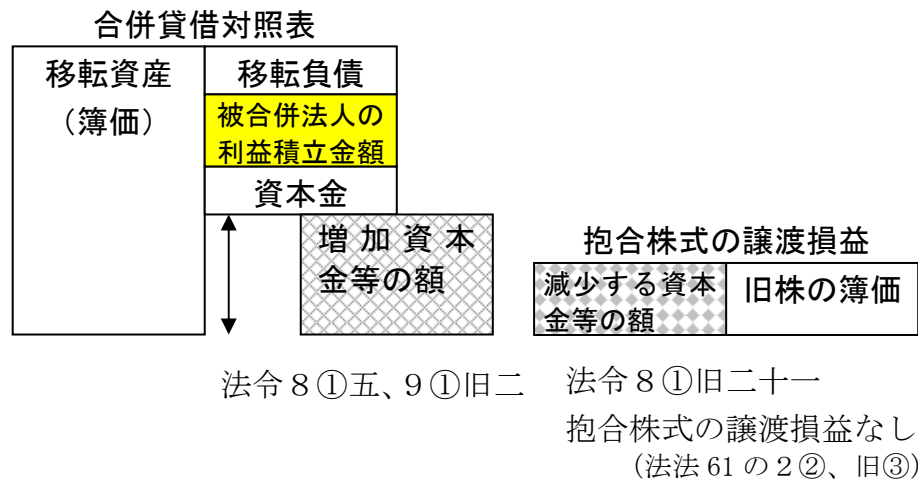 合併貸借対照表
移転資産
（簿価）
移転負債
被合併法人の
利益積立金額
資本金
増加資本
金等の額
抱合株式の譲渡損益
減少する資本
金等の額
旧株の簿価
法令８①五、９①旧二
法令８①旧二十一
抱合株式の譲渡損益なし
（法法 61 の２②、旧③）